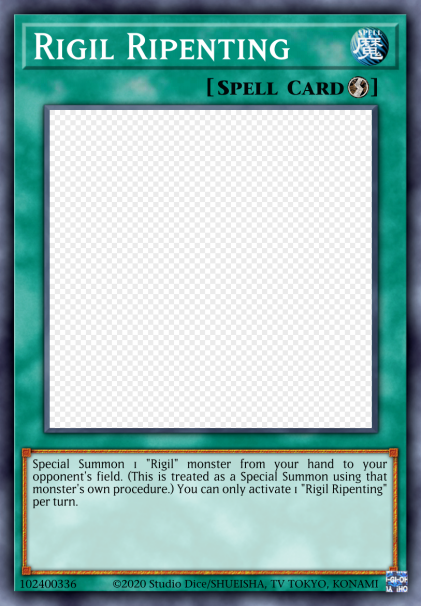 Rigil Ripenting
SPELL
魔
[Spell Card]
Special Summon 1 "Rigil" monster from your hand to your
opponent's field. (This is treated as a Special Summon using that
monster's own procedure.) You can only activate 1 "Rigil Ripenting"
per turn.
102400336
©2020 Studio Dice/SHUEISHA, TV TOKYO, KONAMI